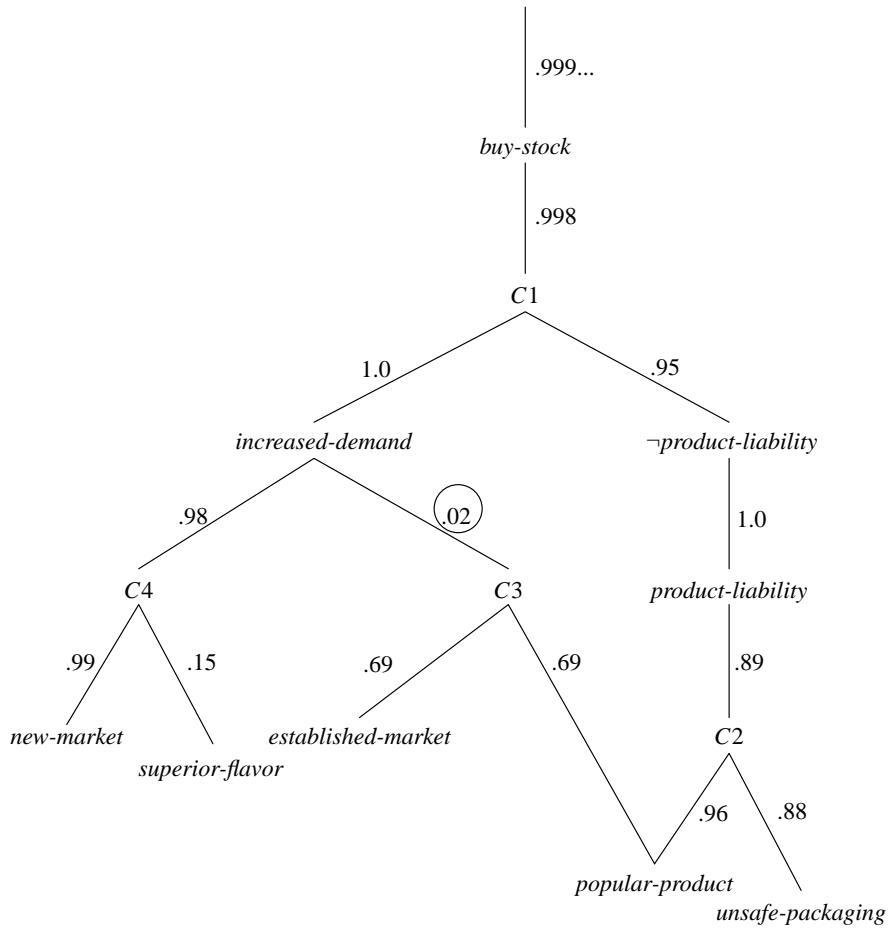 .999...
buy-stock
.998
C1
1.0
.95
increased-demand
¬product-liability
.98
.02
1.0
C4
C3
product-liability
.99
.15
.69
.69
.89
new-market
established-market
C2
superior-flavor
.96
.88
popular-product
unsafe-packaging